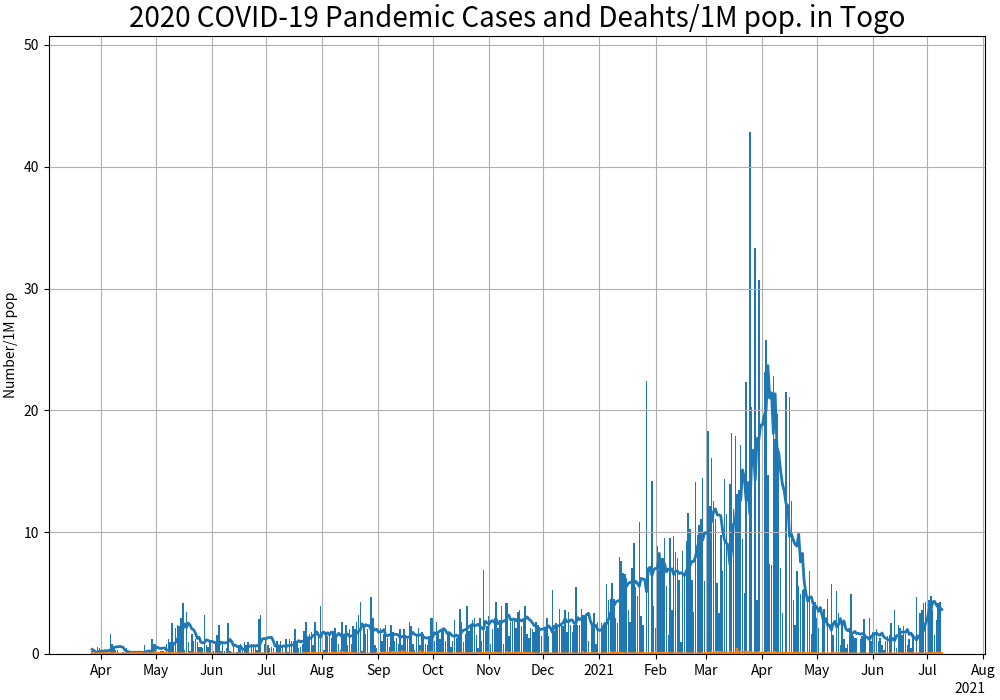 2020 COVID-19 Pandemic Cases and Deahts/1M pop. in Togo
50
40
30
20
10
0
Number/1M pop
Apr May Jun Jul Aug Sep Oct Nov Dec 2021 Feb Mar Apr May Jun Jul Aug
2021